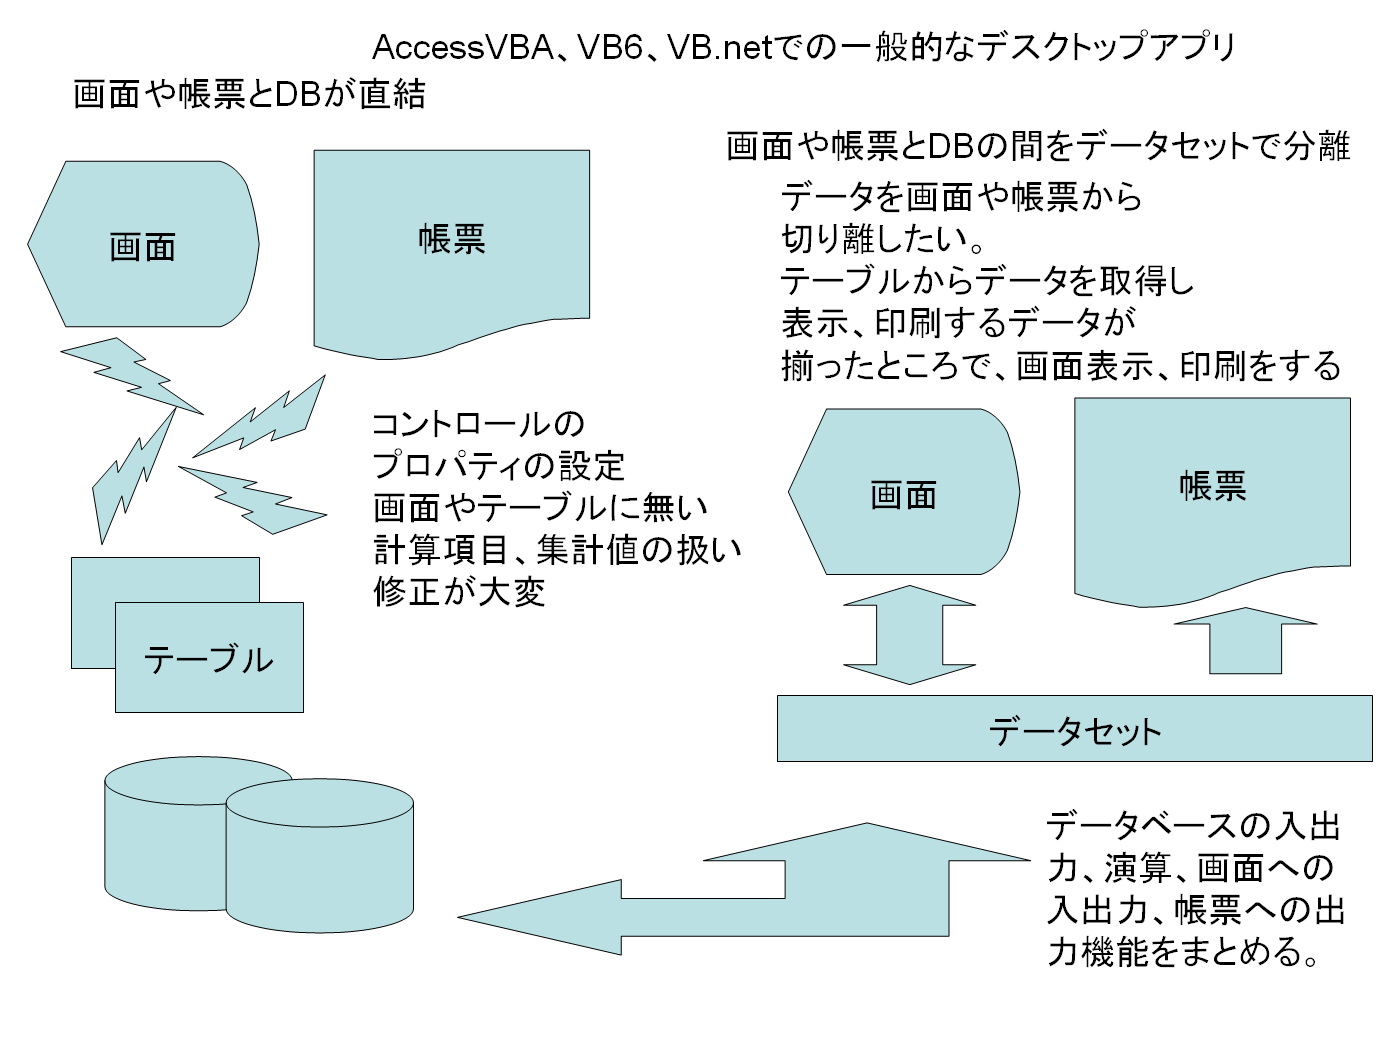 AccessVBA、VB6、VB.netでの一般的なデスクトップアプリ
画面や帳票とDBが直結
画面
帳票
コントロールの
プロパティの設定
画面やテーブルに無い
計算項目、集計値の扱い
修正が大変
テーブル
画面や帳票とDBの間をデータセットで分離
データを画面や帳票から
切り離したい。
テーブルからデータを取得し
表示、印刷するデータが
揃ったところで、画面表示、印刷をする
画面
帳票
データセット
データベースの入出
力、演算、画面への
入出力、帳票への出
力機能をまとめる。